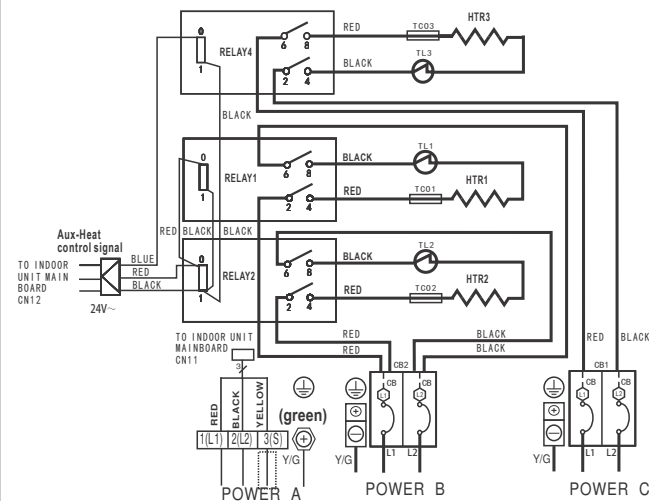 RED
TCO3
HTR3
0
6
8
RELAY4
1
2
4
BLACK
TL3
BLACK
TL1
0
BLACK
6
8
RELAY1
HTR1
1
RED
TCO1
2
4
Aux-Heat
control signal
RED
BLACK
BLACK
TL2
BLACK
0
6
8
TO INDOOR
UNIT MAIN
BOARD
CN12
BLUE
RED
BLACK
RELAY2
HTR2
RED
TCO2
1
2
4
24V~
TO INDOOR UNIT
MAINBOARD
CN11
RED
RED
BLACK
BLACK
RED
BLACK
3
CB2
CB1
CB
CB
CB
CB
L1
L2
L1
L2
RED
BLACK
YELLOW
(green)
1(L1)
2(L2)
3(S)
Y/G
Y/G
L1
L2
Y/G
L1
L2
POWER A
POWER B
POWER C